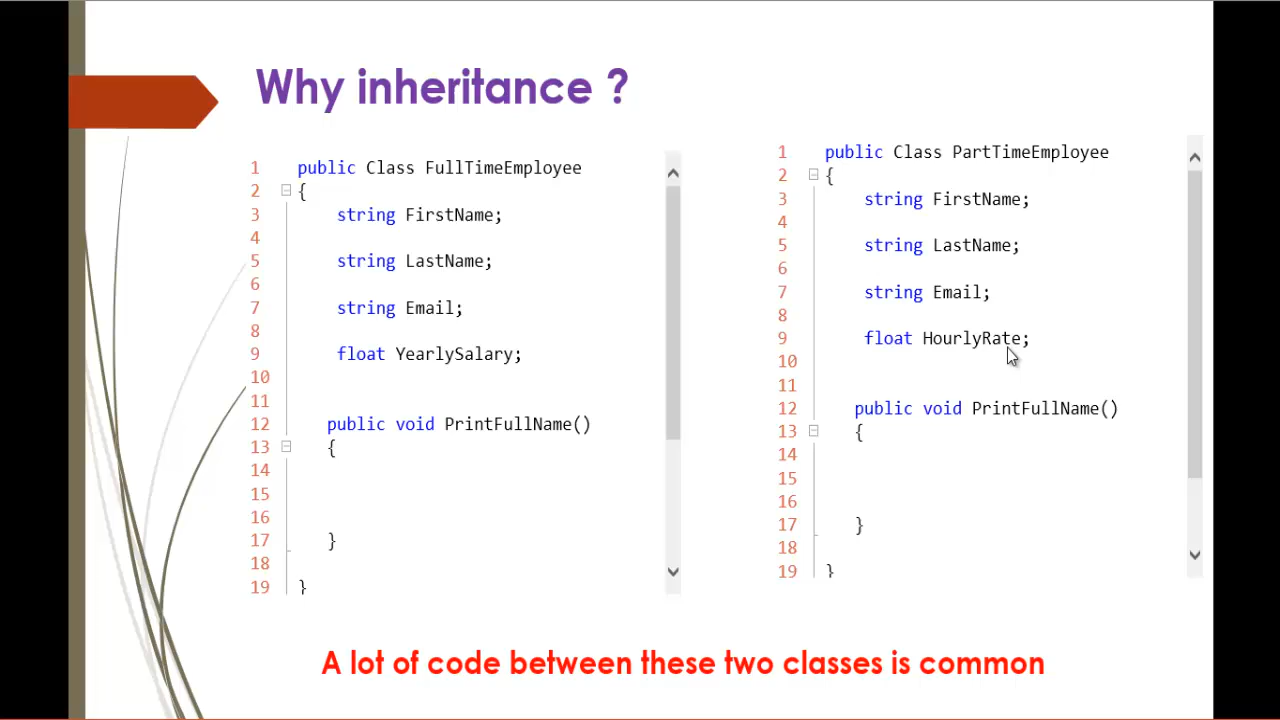 Why inheritance ?
1 public Class FullTimeEmployee
2 {
3 string FirstName;
4
5 string LastName;
6
7 string Email;
8
9 float YearlySalary;
10
11
12 public void PrintFullName()
13 {
14
15
16
17 }
18
19 }
1 public Class PartTimeEmployee
2 {
3 string FirstName;
4
5 string LastName;
6
7 string Email;
8
9 float HourlyRate;
10
11
12 public void PrintFullName()
13 {
14
15
16
17 }
18
19 }
A lot of code between these two classes is common